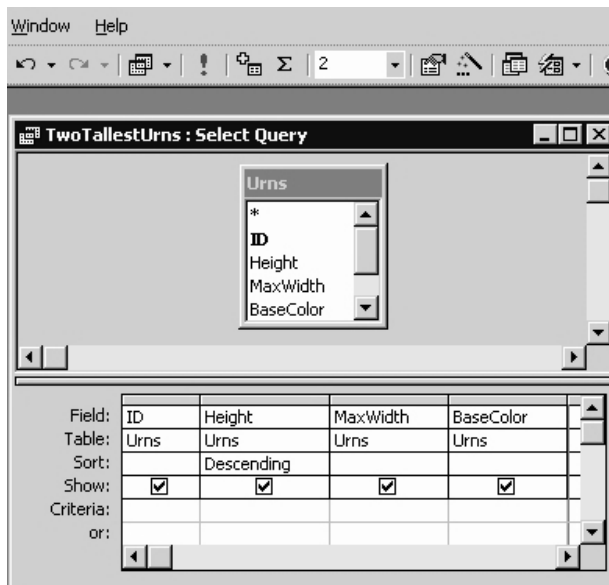 Window Help
Σ 2
TwoTallestUrns : Select Query
Urns
*
ID
Height
MaxWidth
BaseColor
Field: ID Height MaxWidth BaseColor
Table: Urns Urns Urns Urns
Sort: Descending
Show:
Criteria:
or: